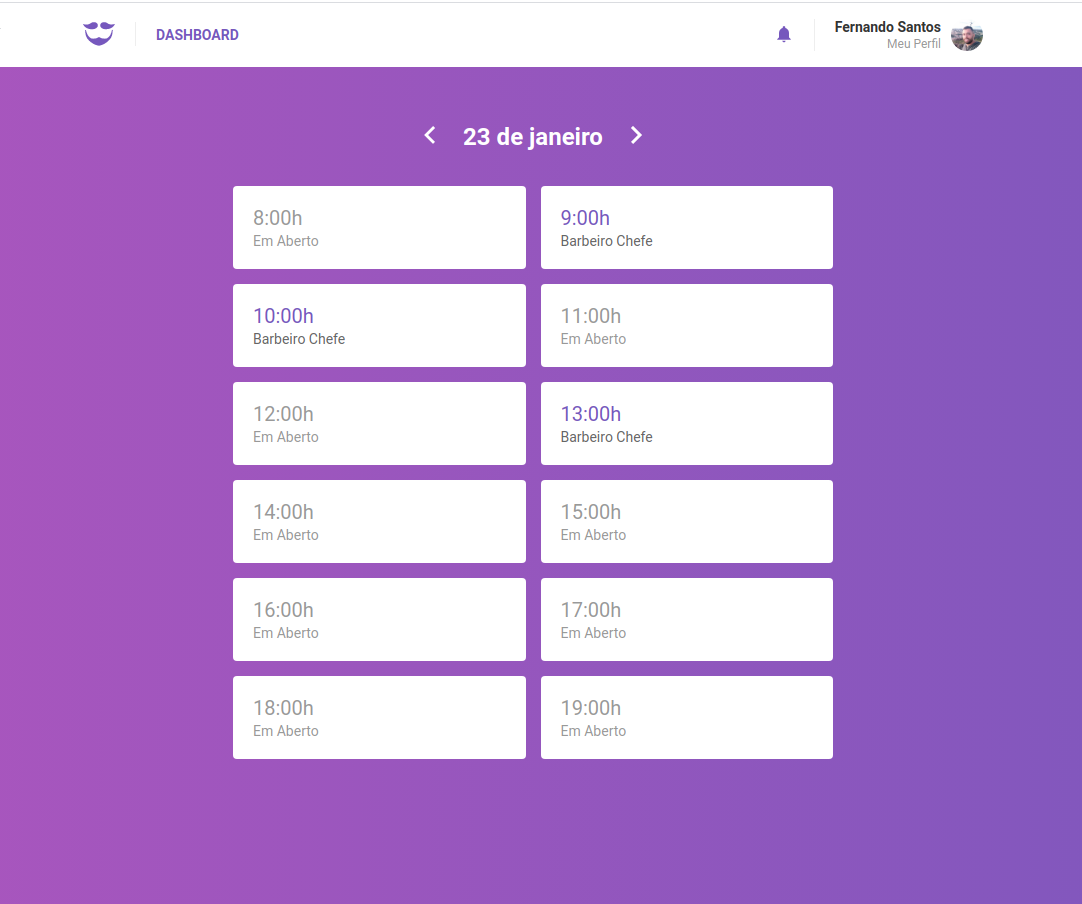 DASHBOARD
Fernando Santos
Meu Perfil
23 de janeiro
8:00h
Em Aberto
9:00h
Barbeiro Chefe
10:00h
Barbeiro Chefe
11:00h
Em Aberto
12:00h
Em Aberto
13:00h
Barbeiro Chefe
14:00h
Em Aberto
15:00h
Em Aberto
16:00h
Em Aberto
17:00h
Em Aberto
18:00h
Em Aberto
19:00h
Em Aberto